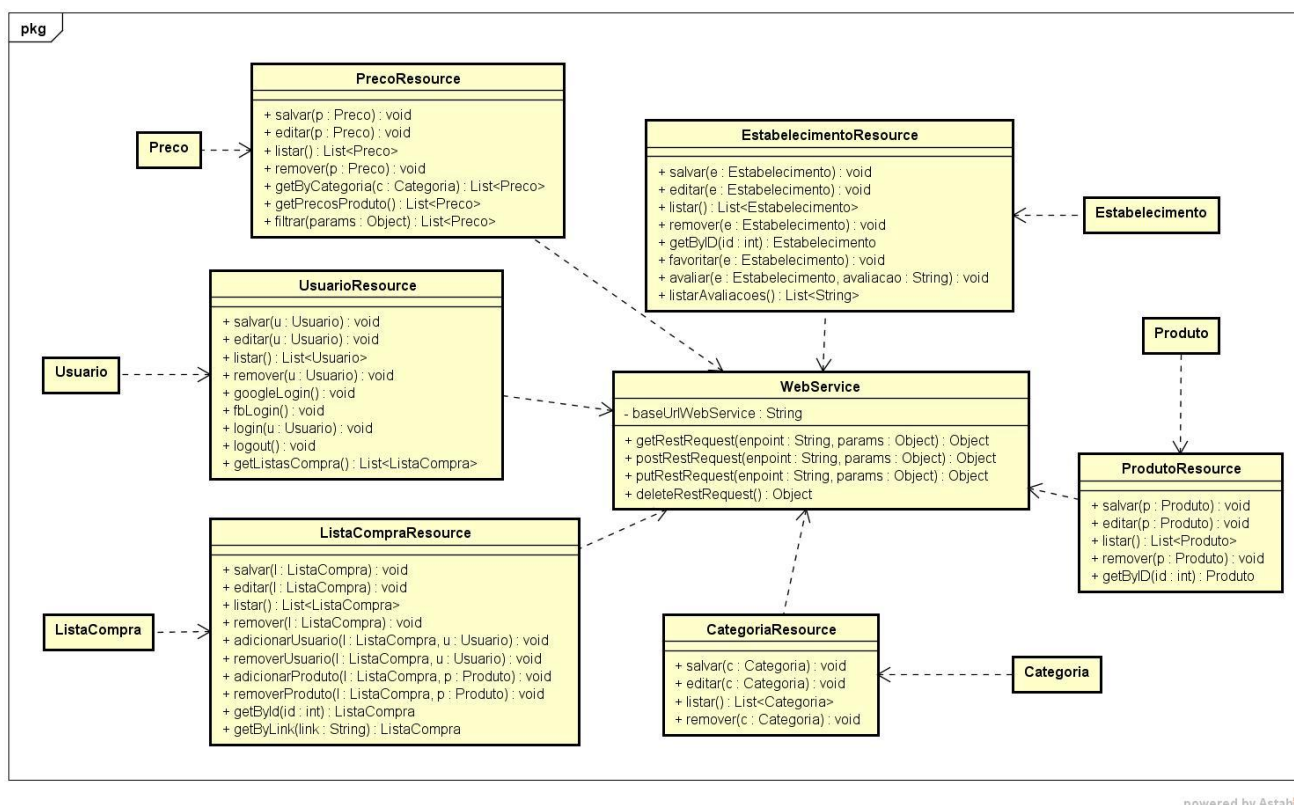 pkg
PrecoResource
+ salvar(p : Preco) : void
+ editar(p : Preco) : void
+ listar() : List<Preco>
+ remover(p : Preco) : void
+ getByCategoria(c : Categoria) : List<Preco>
+ getPrecosProduto() : List<Preco>
+ filtrar(params : Object) : List<Preco>
Preco
EstabelecimentoResource
+ salvar(e : Estabelecimento) : void
+ editar(e : Estabelecimento) : void
+ listar() : List<Estabelecimento>
+ remover(e : Estabelecimento) : void
+ getByID(id : int) : Estabelecimento
+ favoritar(e : Estabelecimento) : void
+ avaliar(e : Estabelecimento, avaliacao : String) : void
+ listarAvaliacoes() : List<String>
Estabelecimento
UsuarioResource
+ salvar(u : Usuario) : void
+ editar(u : Usuario) : void
+ listar() : List<Usuario>
+ remover(u : Usuario) : void
+ googleLogin() : void
+ fbLogin() : void
+ login(u : Usuario) : void
+ logout() : void
+ getListasCompra() : List<ListaCompra>
Usuario
Produto
WebService
- baseUrlWebService : String
+ getRestRequest(enpoint : String, params : Object) : Object
+ postRestRequest(enpoint : String, params : Object) : Object
+ putRestRequest(enpoint : String, params : Object) : Object
+ deleteRestRequest() : Object
ProdutoResource
+ salvar(p : Produto) : void
+ editar(p : Produto) : void
+ listar() : List<Produto>
+ remover(p : Produto) : void
+ getByID(id : int) : Produto
ListaCompraResource
+ salvar(l : ListaCompra) : void
+ editar(l : ListaCompra) : void
+ listar() : List<ListaCompra>
+ remover(l : ListaCompra) : void
+ adicionarUsuario(l : ListaCompra, u : Usuario) : void
+ removerUsuario(l : ListaCompra, u : Usuario) : void
+ adicionarProduto(l : ListaCompra, p : Produto) : void
+ removerProduto(l : ListaCompra, p : Produto) : void
+ getById(id : int) : ListaCompra
+ getByLink(link : String) : ListaCompra
ListaCompra
CategoriaResource
+ salvar(c : Categoria) : void
+ editar(c : Categoria) : void
+ listar() : List<Categoria>
+ remover(c : Categoria) : void
Categoria
powered by